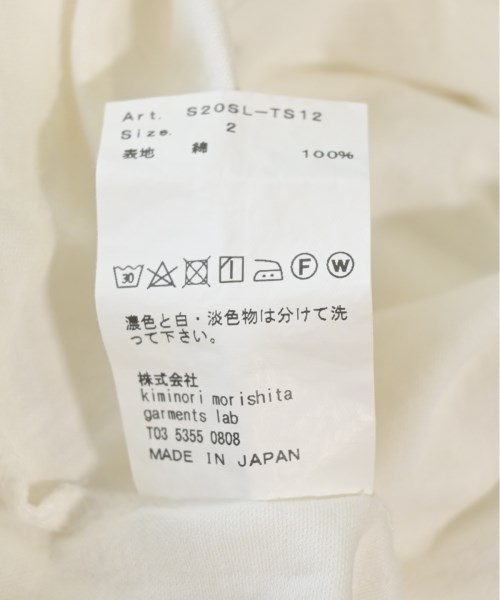 Art. S20SL-TS12
Size. 2
表地 綿 100%
30 F W
濃色と白・淡色物は分けて洗
って下さい。
株式会社
kiminori morishita
garments lab
T03 5355 0808
MADE IN JAPAN